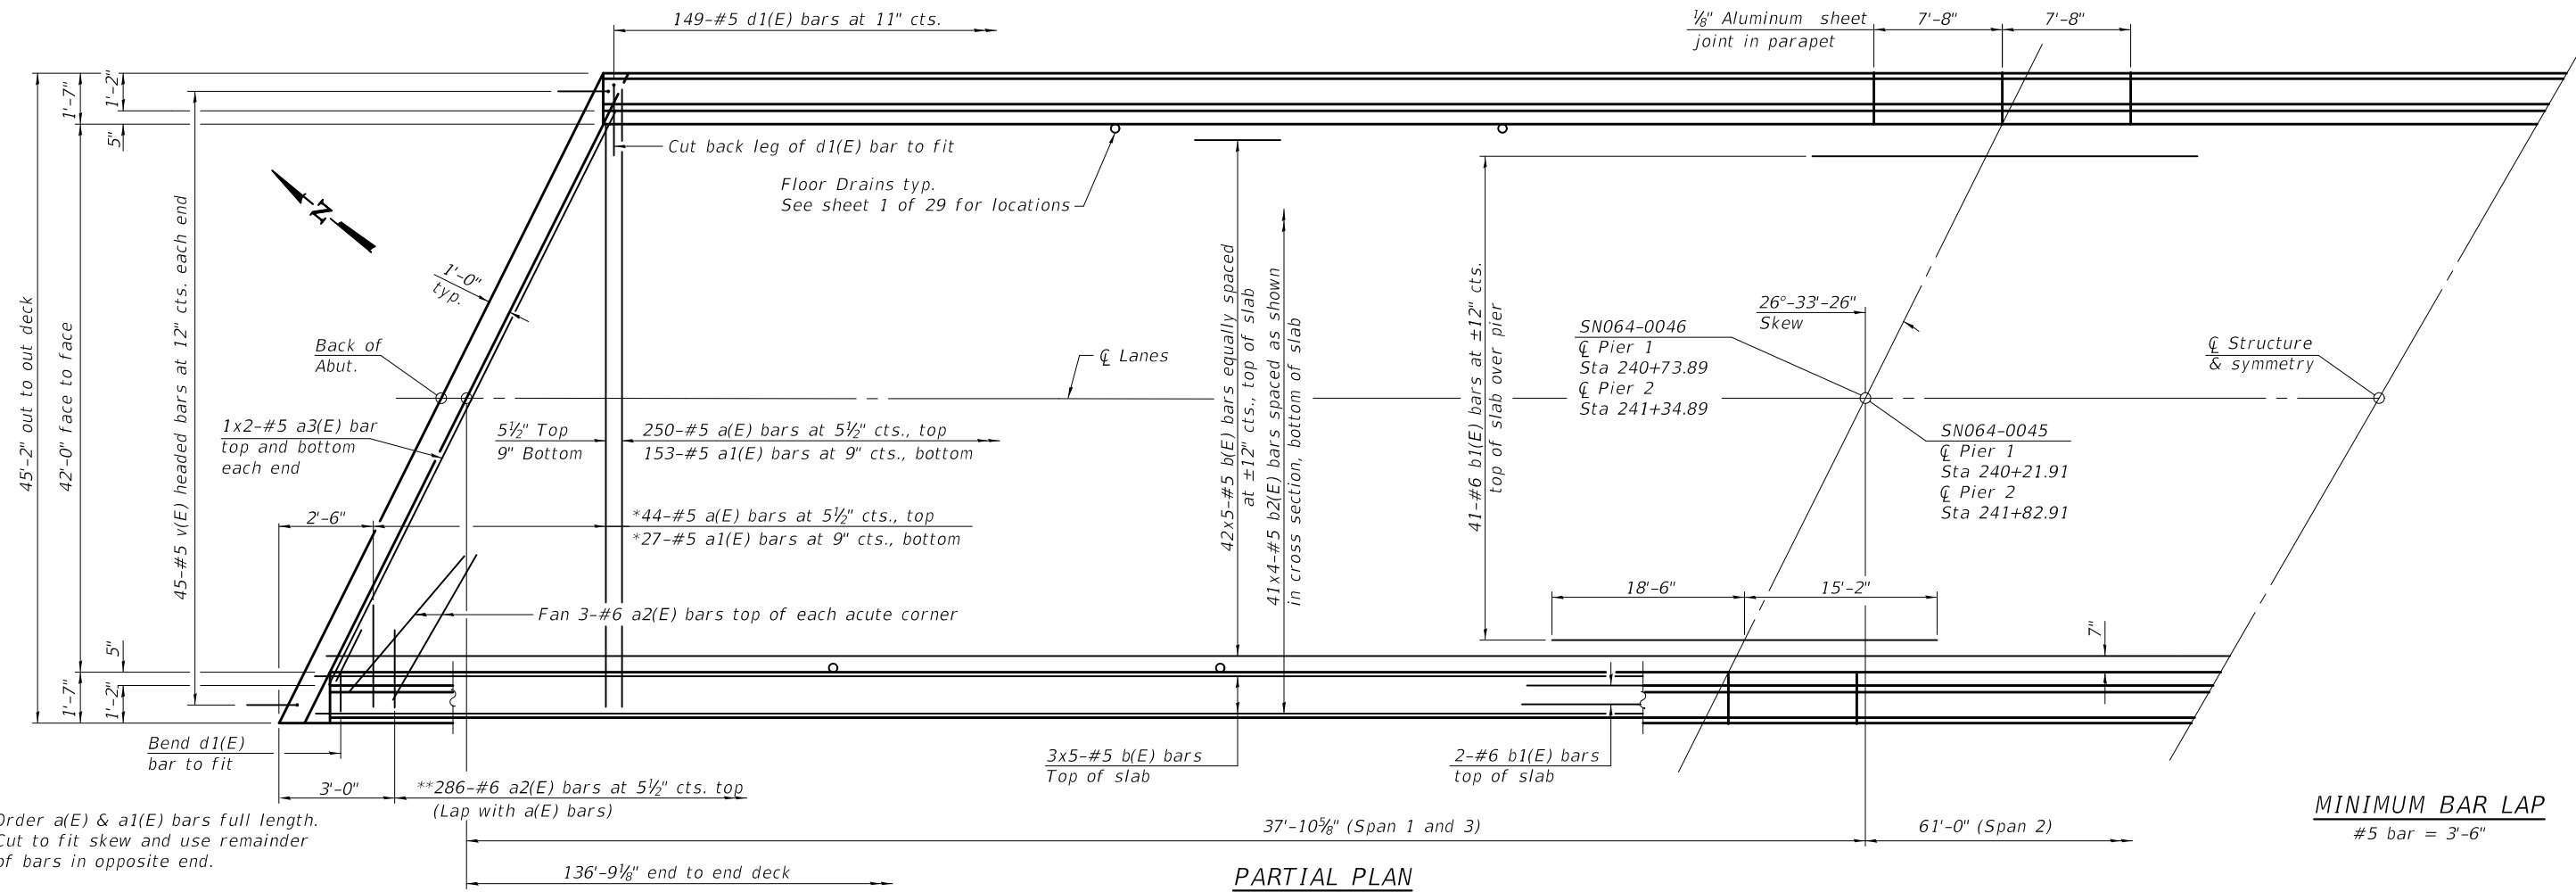 149-#5 d1(E) bars at 11" cts.
⅛" Aluminum sheet
joint in parapet
7'-8"
7'-8"
1'-7"
1'-2"
5"
Cut back leg of d1(E) bar to fit
Floor Drains typ.
See sheet 1 of 29 for locations
N
1'-0"
typ.
45'-2" out to out deck
42'-0" face to face
45-#5 v(E) headed bars at 12" cts. each end
Back of
Abut.
℄ Lanes
42x5-#5 b(E) bars equally spaced
at ±12" cts., top of slab
41x4-#5 b2(E) bars spaced as shown
in cross section, bottom of slab
41-#6 b1(E) bars at ±12" cts.
top of slab over pier
26°-33'-26"
Skew
SN064-0046
℄ Pier 1
Sta 240+73.89
℄ Pier 2
Sta 241+34.89
℄ Structure
& symmetry
1x2-#5 a3(E) bar
top and bottom
each end
5½" Top
9" Bottom
250-#5 a(E) bars at 5½" cts., top
153-#5 a1(E) bars at 9" cts., bottom
SN064-0045
℄ Pier 1
Sta 240+21.91
℄ Pier 2
Sta 241+82.91
2'-6"
*44-#5 a(E) bars at 5½" cts., top
*27-#5 a1(E) bars at 9" cts., bottom
18'-6"
15'-2"
Fan 3-#6 a2(E) bars top of each acute corner
7"
5"
1'-7"
1'-2"
Bend d1(E)
bar to fit
3x5-#5 b(E) bars
Top of slab
2-#6 b1(E) bars
top of slab
3'-0"
**286-#6 a2(E) bars at 5½" cts. top
(Lap with a(E) bars)
Order a(E) & a1(E) bars full length.
Cut to fit skew and use remainder
of bars in opposite end.
37'-10⅝" (Span 1 and 3)
61'-0" (Span 2)
MINIMUM BAR LAP
#5 bar = 3'-6"
136'-9⅛" end to end deck
PARTIAL PLAN